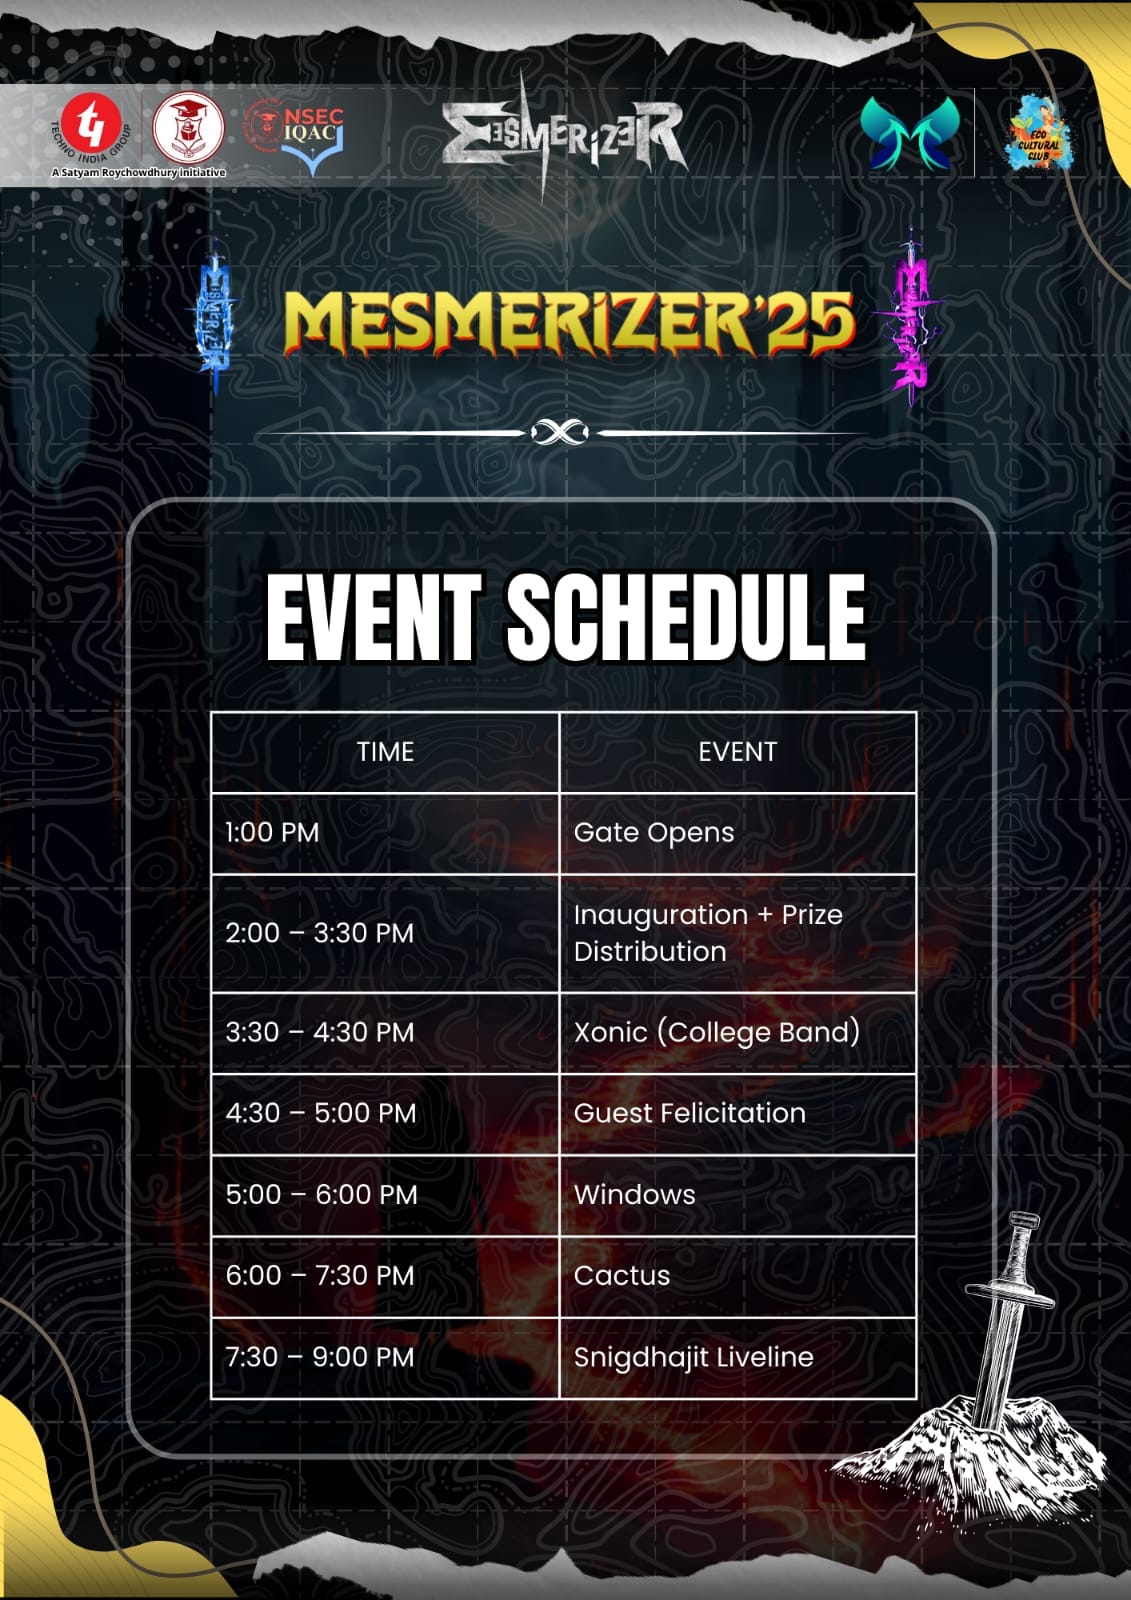 TECHNO INDIA GROUP
A Satyam Roychowdhury initiative
NSEC
IQAC
MESMERiZER
ECO
CULTURAL
CLUB
MESMERiZER
MESMERiZER'25
MESMERiZER
EVENT SCHEDULE
TIME EVENT
1:00 PM Gate Opens
2:00 – 3:30 PM Inauguration + Prize
Distribution
3:30 – 4:30 PM Xonic (College Band)
4:30 – 5:00 PM Guest Felicitation
5:00 – 6:00 PM Windows
6:00 – 7:30 PM Cactus
7:30 – 9:00 PM Snigdhajit Liveline